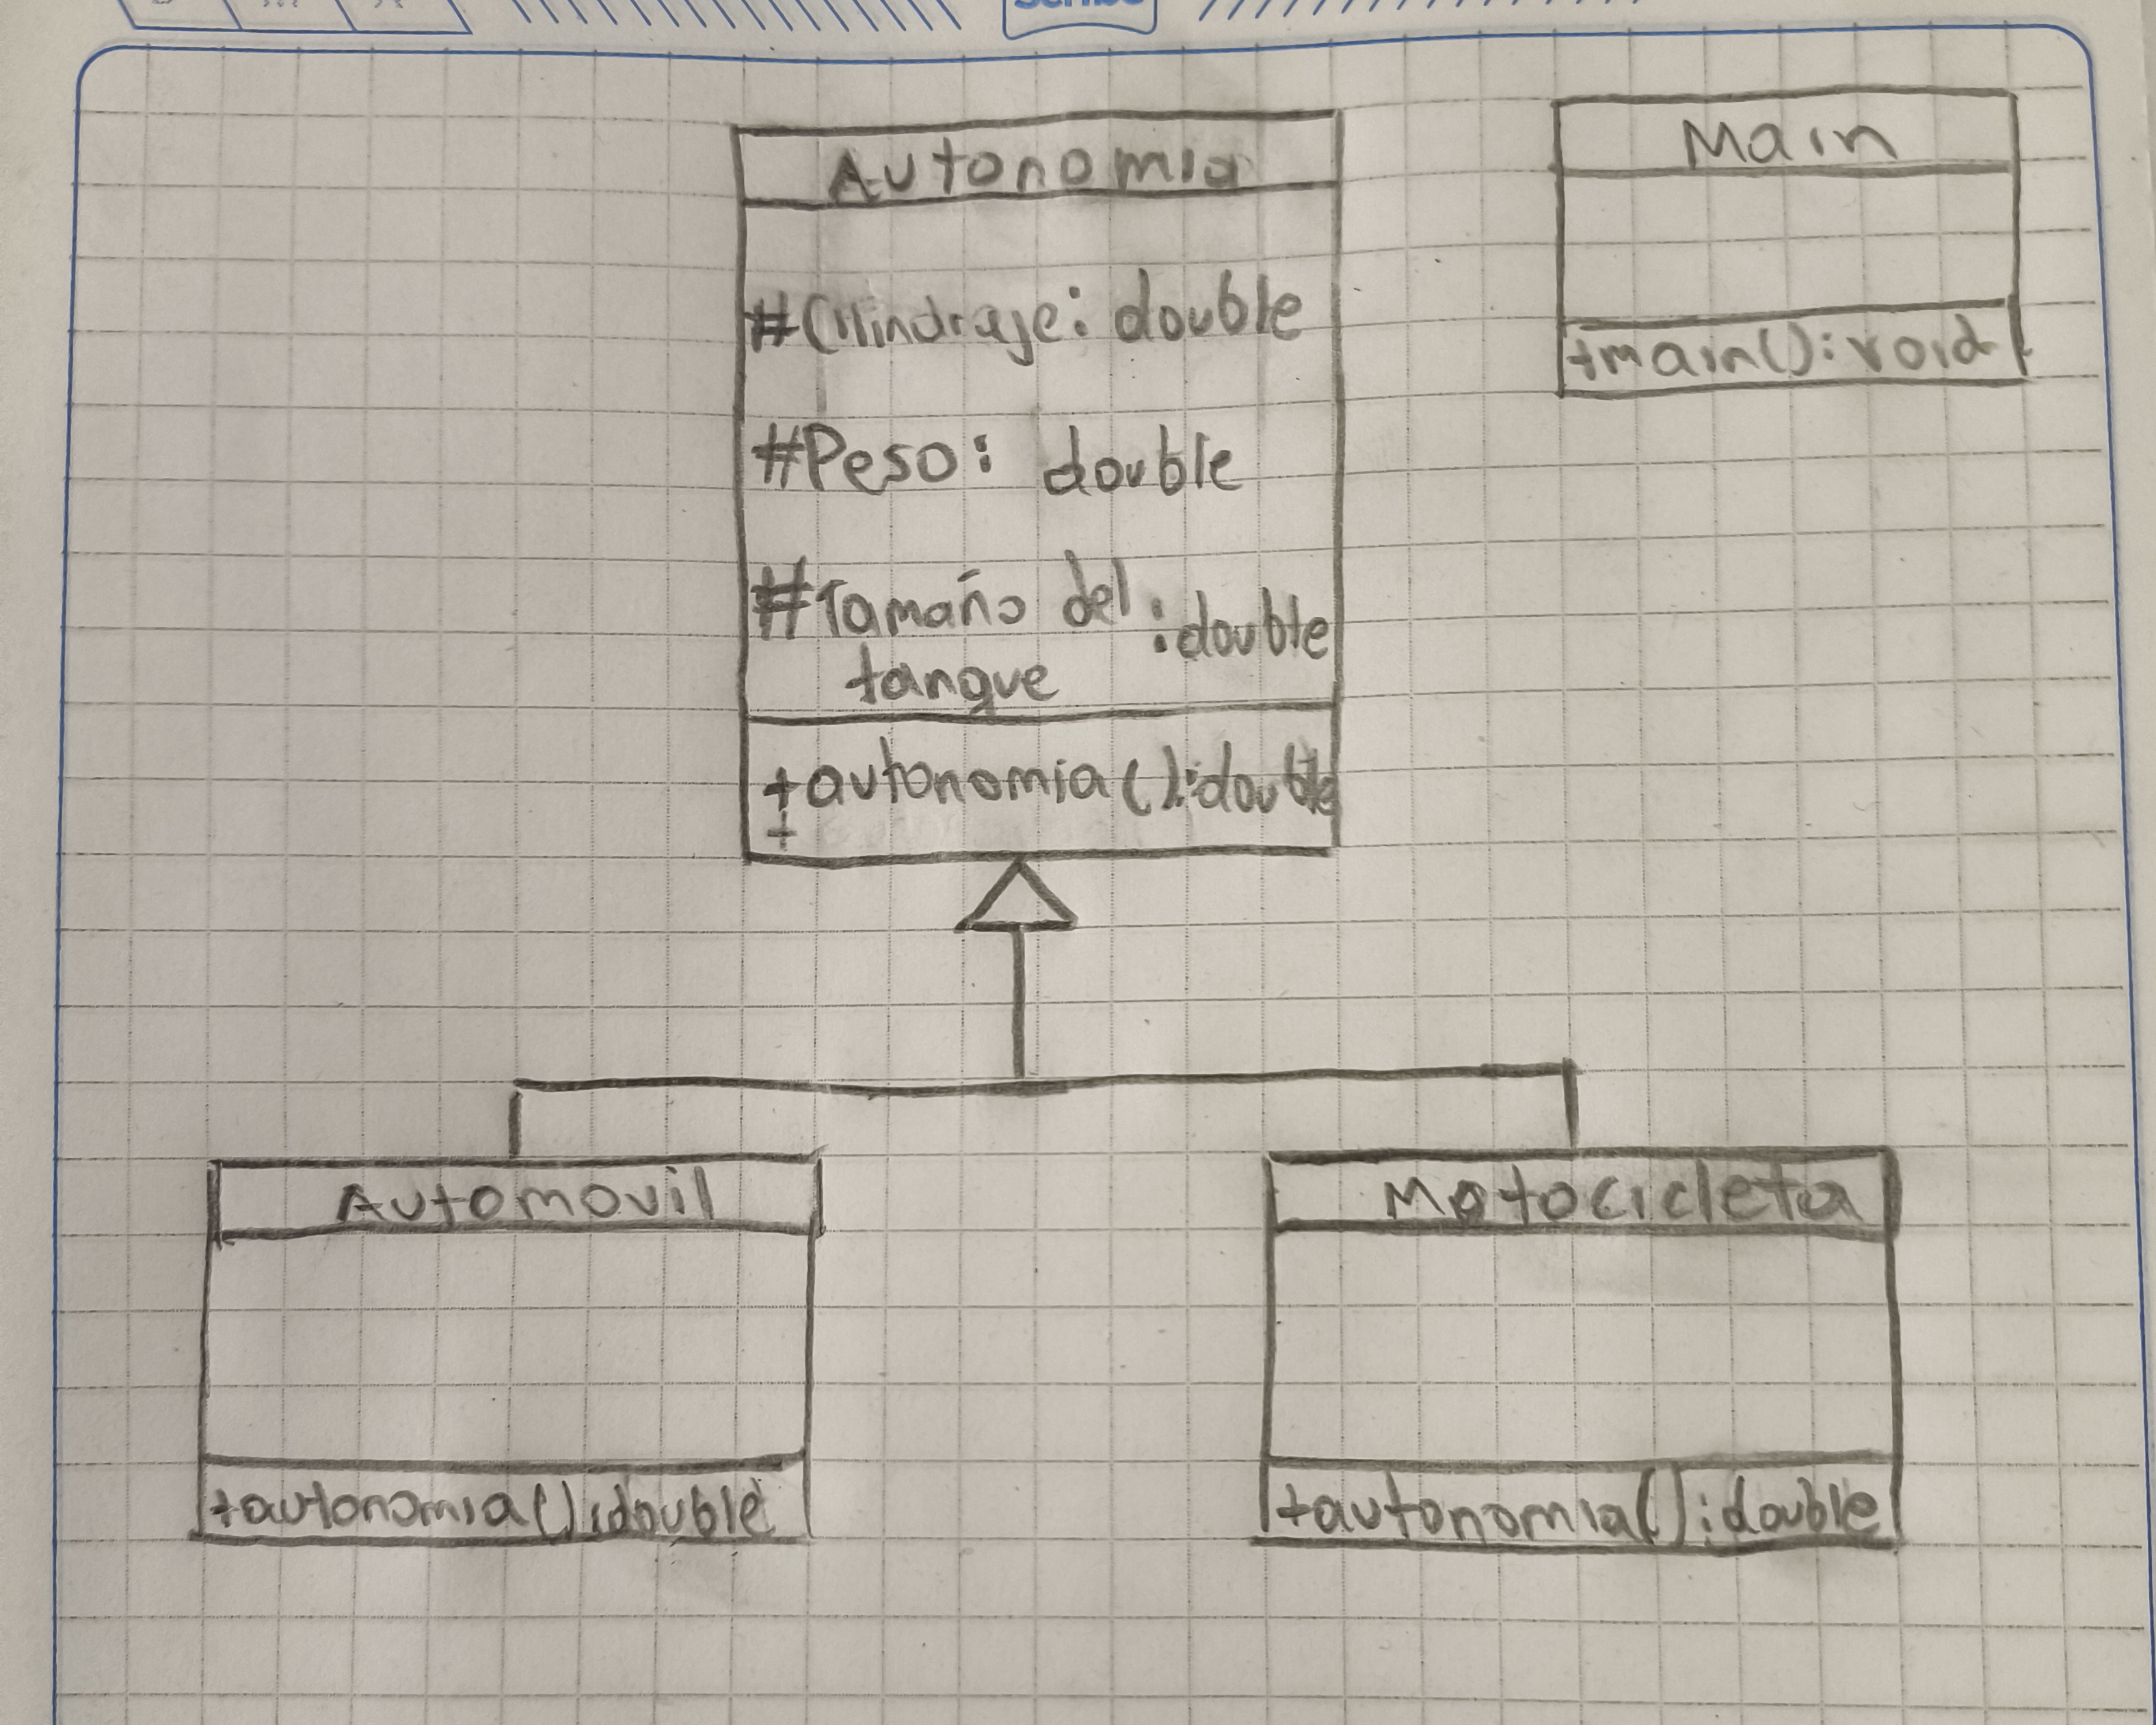 Autonomia
#Cilindraje: double
#Peso: double
#Tamaño del :double
tanque
+autonomia():double
+
Main
+main():void
Automovil
+autonomia():double
Motocicleta
+autonomia():double